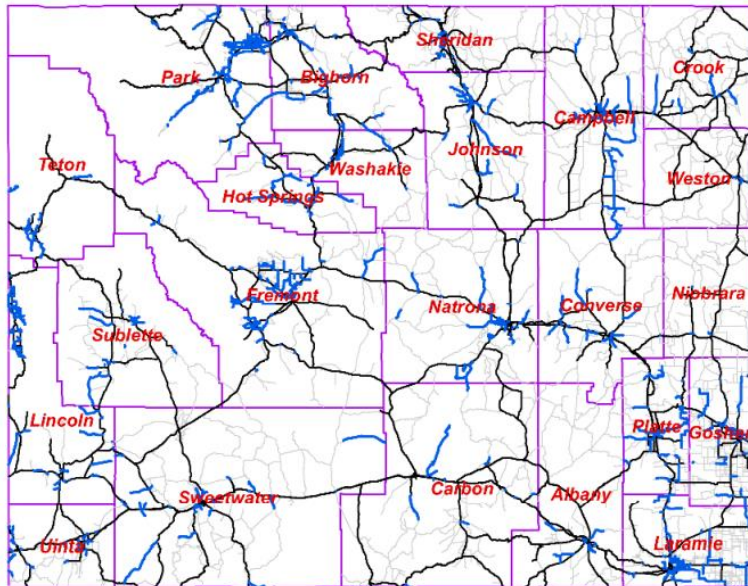 Sheridan
Park
Bighorn
Crook
Campbell
Johnson
Teton
Washakie
Weston
Hot Springs
Fremont
Natrona
Converse
Niobrara
Sublette
Lincoln
Platte
Goshen
Sweetwater
Carbon
Albany
Uinta
Laramie